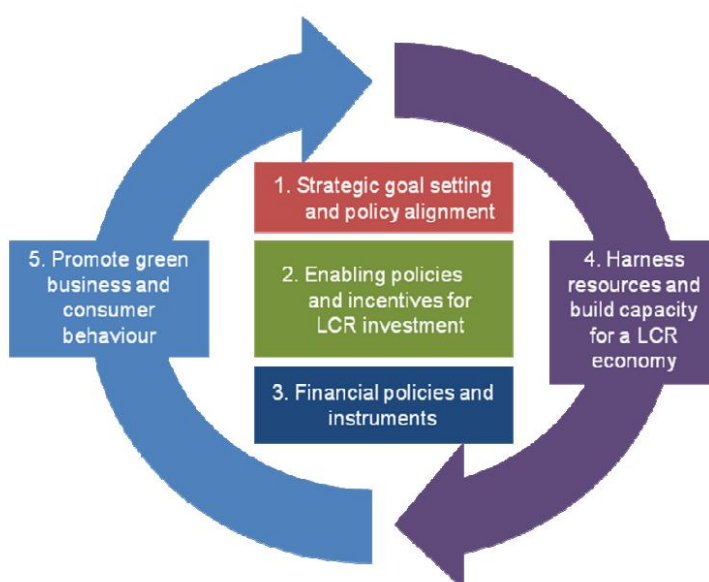 1. Strategic goal setting
and policy alignment
2. Enabling policies
and incentives for
LCR investment
3. Financial policies and
instruments
4. Harness
resources and
build capacity
for a LCR
economy
5. Promote green
business and
consumer
behaviour